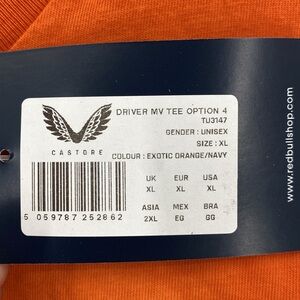 DRIVER MV TEE OPTION 4
TU3147
GENDER : UNISEX
SIZE : XL
COLOUR : EXOTIC ORANGE/NAVY
CASTORE
UK EUR USA
XL XL XL
ASIA MEX BRA
2XL EG GG
5 059787 252862
www.redbullshop.com